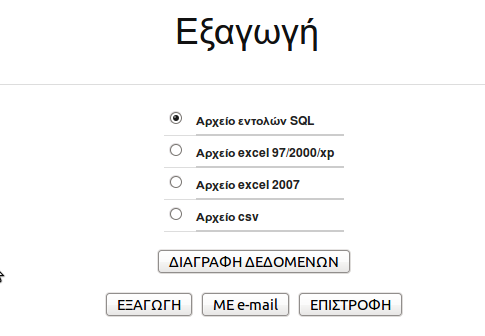 Εξαγωγή
Αρχείο εντολών SQL
Αρχείο excel 97/2000/xp
Αρχείο excel 2007
Αρχείο csv
ΔΙΑΓΡΑΦΗ ΔΕΔΟΜΕΝΩΝ
ΕΞΑΓΩΓΗ ΜΕ e-mail ΕΠΙΣΤΡΟΦΗ